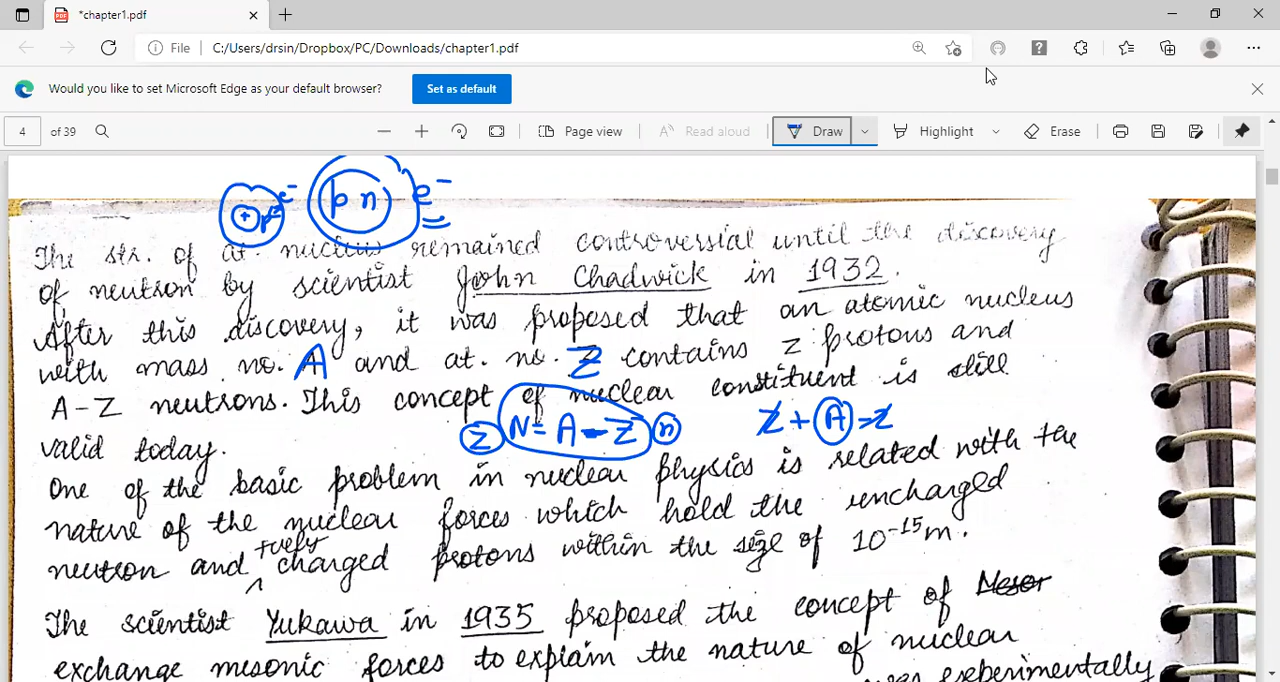 *chapter1.pdf
File C:/Users/drsin/Dropbox/PC/Downloads/chapter1.pdf
Would you like to set Microsoft Edge as your default browser? Set as default
4 of 39 Page view Read aloud Draw Highlight Erase
+ e- p n e-
The str. of at. nucleus remained controversial until the discovery
of neutron by scientist John Chadwick in 1932.
After this discovery, it was proposed that an atomic nucleus
with mass no. A and at. no. Z contains z protons and
A-Z neutrons. This concept of nuclear constituent is still
Z N = A - Z n Z + A - Z
valid today.
One of the basic problem in nuclear physics is related with the
nature of the nuclear forces which hold the uncharged
neutron and fuely charged protons within the size of 10-15m.
The scientist Yukawa in 1935 proposed the concept of Meson
exchange mesonic forces to explain the nature of nuclear
was experimentally